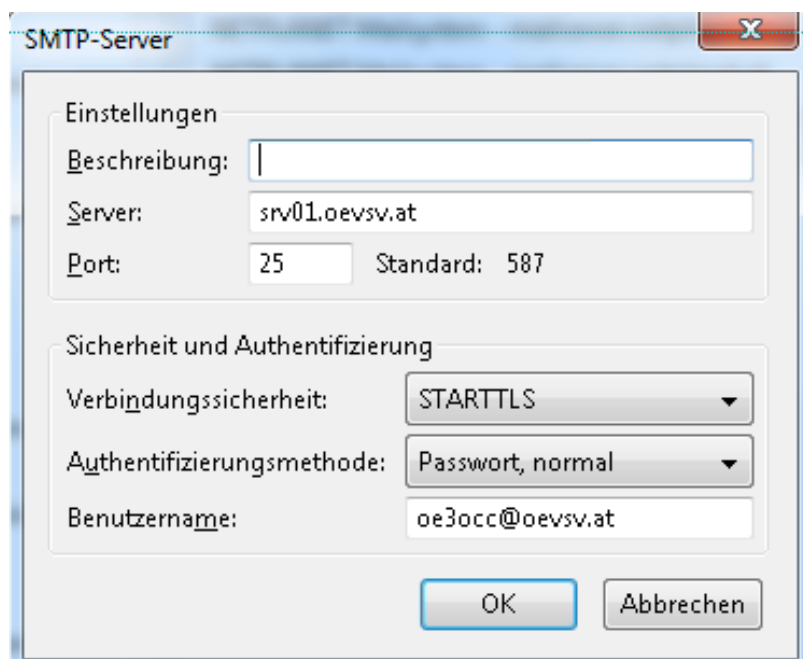 SMTP-Server
Einstellungen
Beschreibung:
Server: srv01.oevsv.at
Port: 25 Standard: 587
Sicherheit und Authentifizierung
Verbindungssicherheit: STARTTLS
Authentifizierungsmethode: Passwort, normal
Benutzername: oe3occ@oevsv.at
OK Abbrechen